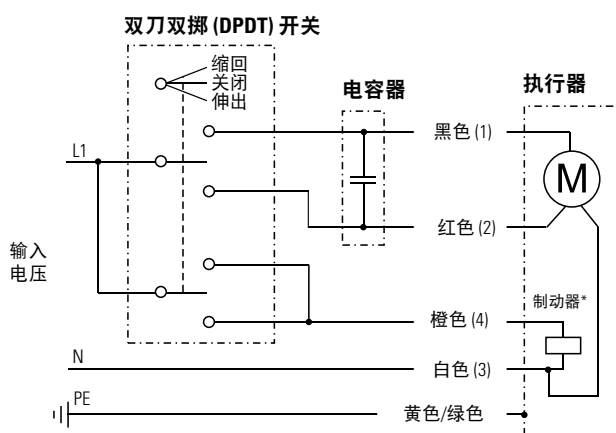 双刀双掷 (DPDT) 开关
缩回
关闭
伸出
电容器
执行器
黑色 (1)
L1
M
红色 (2)
输入
电压
制动器*
橙色 (4)
N
白色 (3)
PE
黄色/绿色